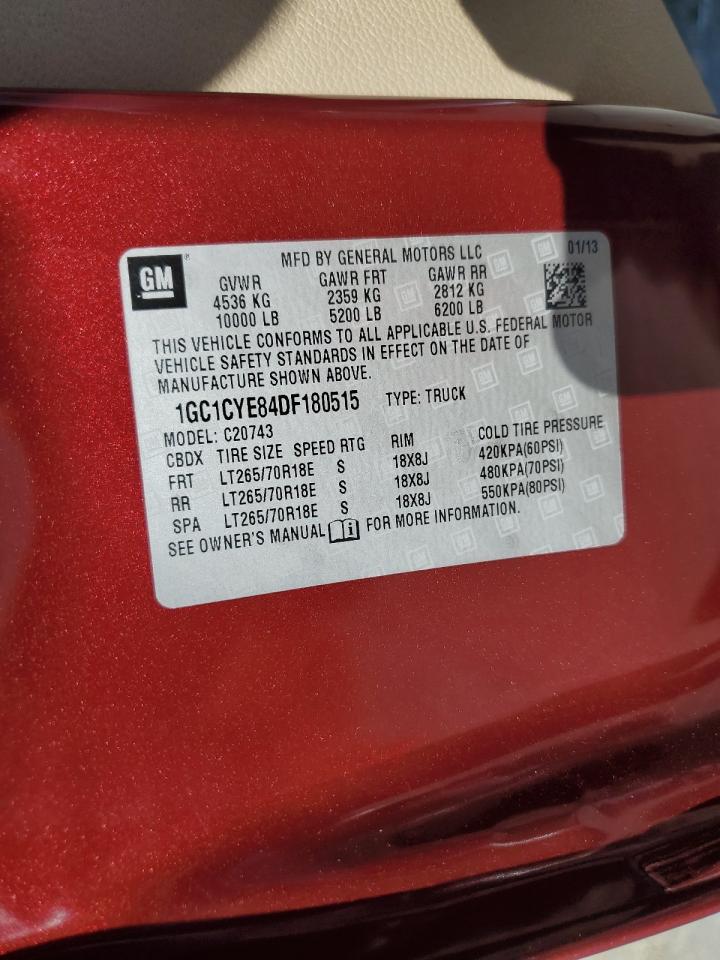 GM®
MFD BY GENERAL MOTORS LLC 01/13
GVWR GAWR FRT GAWR RR
4536 KG 2359 KG 2812 KG
10000 LB 5200 LB 6200 LB
THIS VEHICLE CONFORMS TO ALL APPLICABLE U.S. FEDERAL MOTOR
VEHICLE SAFETY STANDARDS IN EFFECT ON THE DATE OF
MANUFACTURE SHOWN ABOVE.
1GC1CYE84DF180515 TYPE: TRUCK
MODEL: C20743
CBDX TIRE SIZE SPEED RTG RIM COLD TIRE PRESSURE
FRT LT265/70R18E S 18X8J 420KPA(60PSI)
RR LT265/70R18E S 18X8J 480KPA(70PSI)
SPA LT265/70R18E S 18X8J 550KPA(80PSI)
SEE OWNER'S MANUAL i FOR MORE INFORMATION.